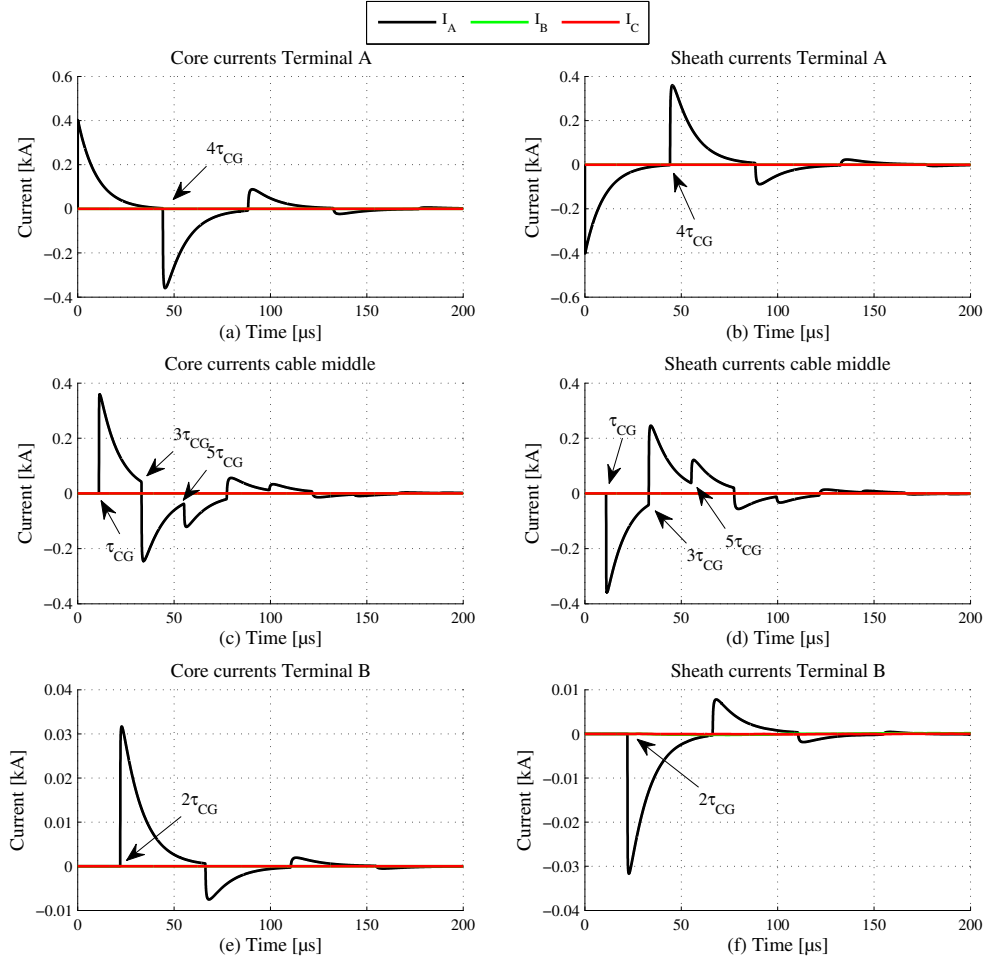 I_A I_B I_C
Core currents Terminal A
Sheath currents Terminal A
Current [kA]
0.6
0.4
0.2
0
−0.2
−0.4
4τ_CG
0 50 100 150 200
(a) Time [µs]
Current [kA]
0.4
0.2
0
−0.2
−0.4
−0.6
4τ_CG
0 50 100 150 200
(b) Time [µs]
Core currents cable middle
Sheath currents cable middle
Current [kA]
0.4
0.2
0
−0.2
−0.4
3τ_CG
5τ_CG
τ_CG
0 50 100 150 200
(c) Time [µs]
Current [kA]
0.4
0.2
0
−0.2
−0.4
τ_CG
5τ_CG
3τ_CG
0 50 100 150 200
(d) Time [µs]
Core currents Terminal B
Sheath currents Terminal B
Current [kA]
0.04
0.03
0.02
0.01
0
−0.01
2τ_CG
0 50 100 150 200
(e) Time [µs]
Current [kA]
0.01
0
−0.01
−0.02
−0.03
−0.04
2τ_CG
0 50 100 150 200
(f) Time [µs]